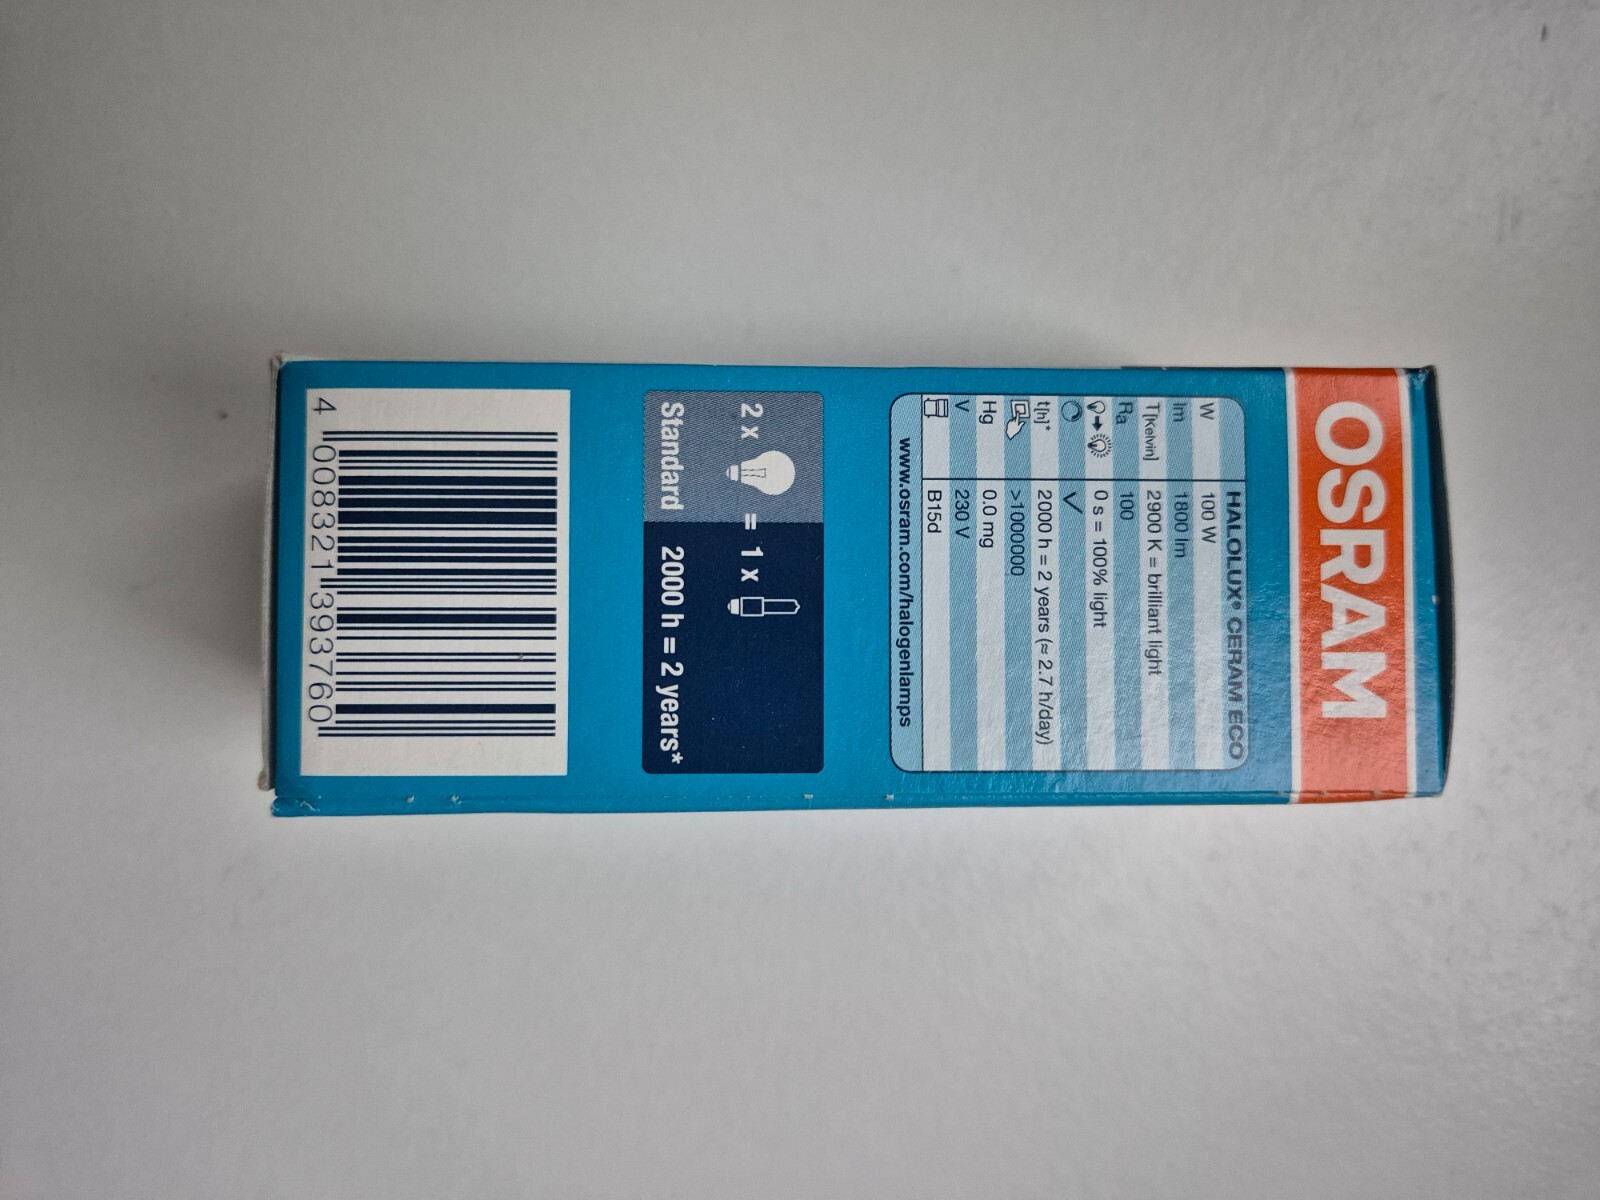 OSRAM
HALOLUX® CERAM ECO
W 100 W
lm 1800 lm
T[Kelvin] 2900 K = brilliant light
Ra 100
0 s = 100% light
t[h]* 2000 h = 2 years (≈ 2.7 h/day)
>1000000
Hg 0.0 mg
V 230 V
B15d
www.osram.com/halogenlamps
2 x = 1 x
Standard 2000 h = 2 years*
4 008321 393760